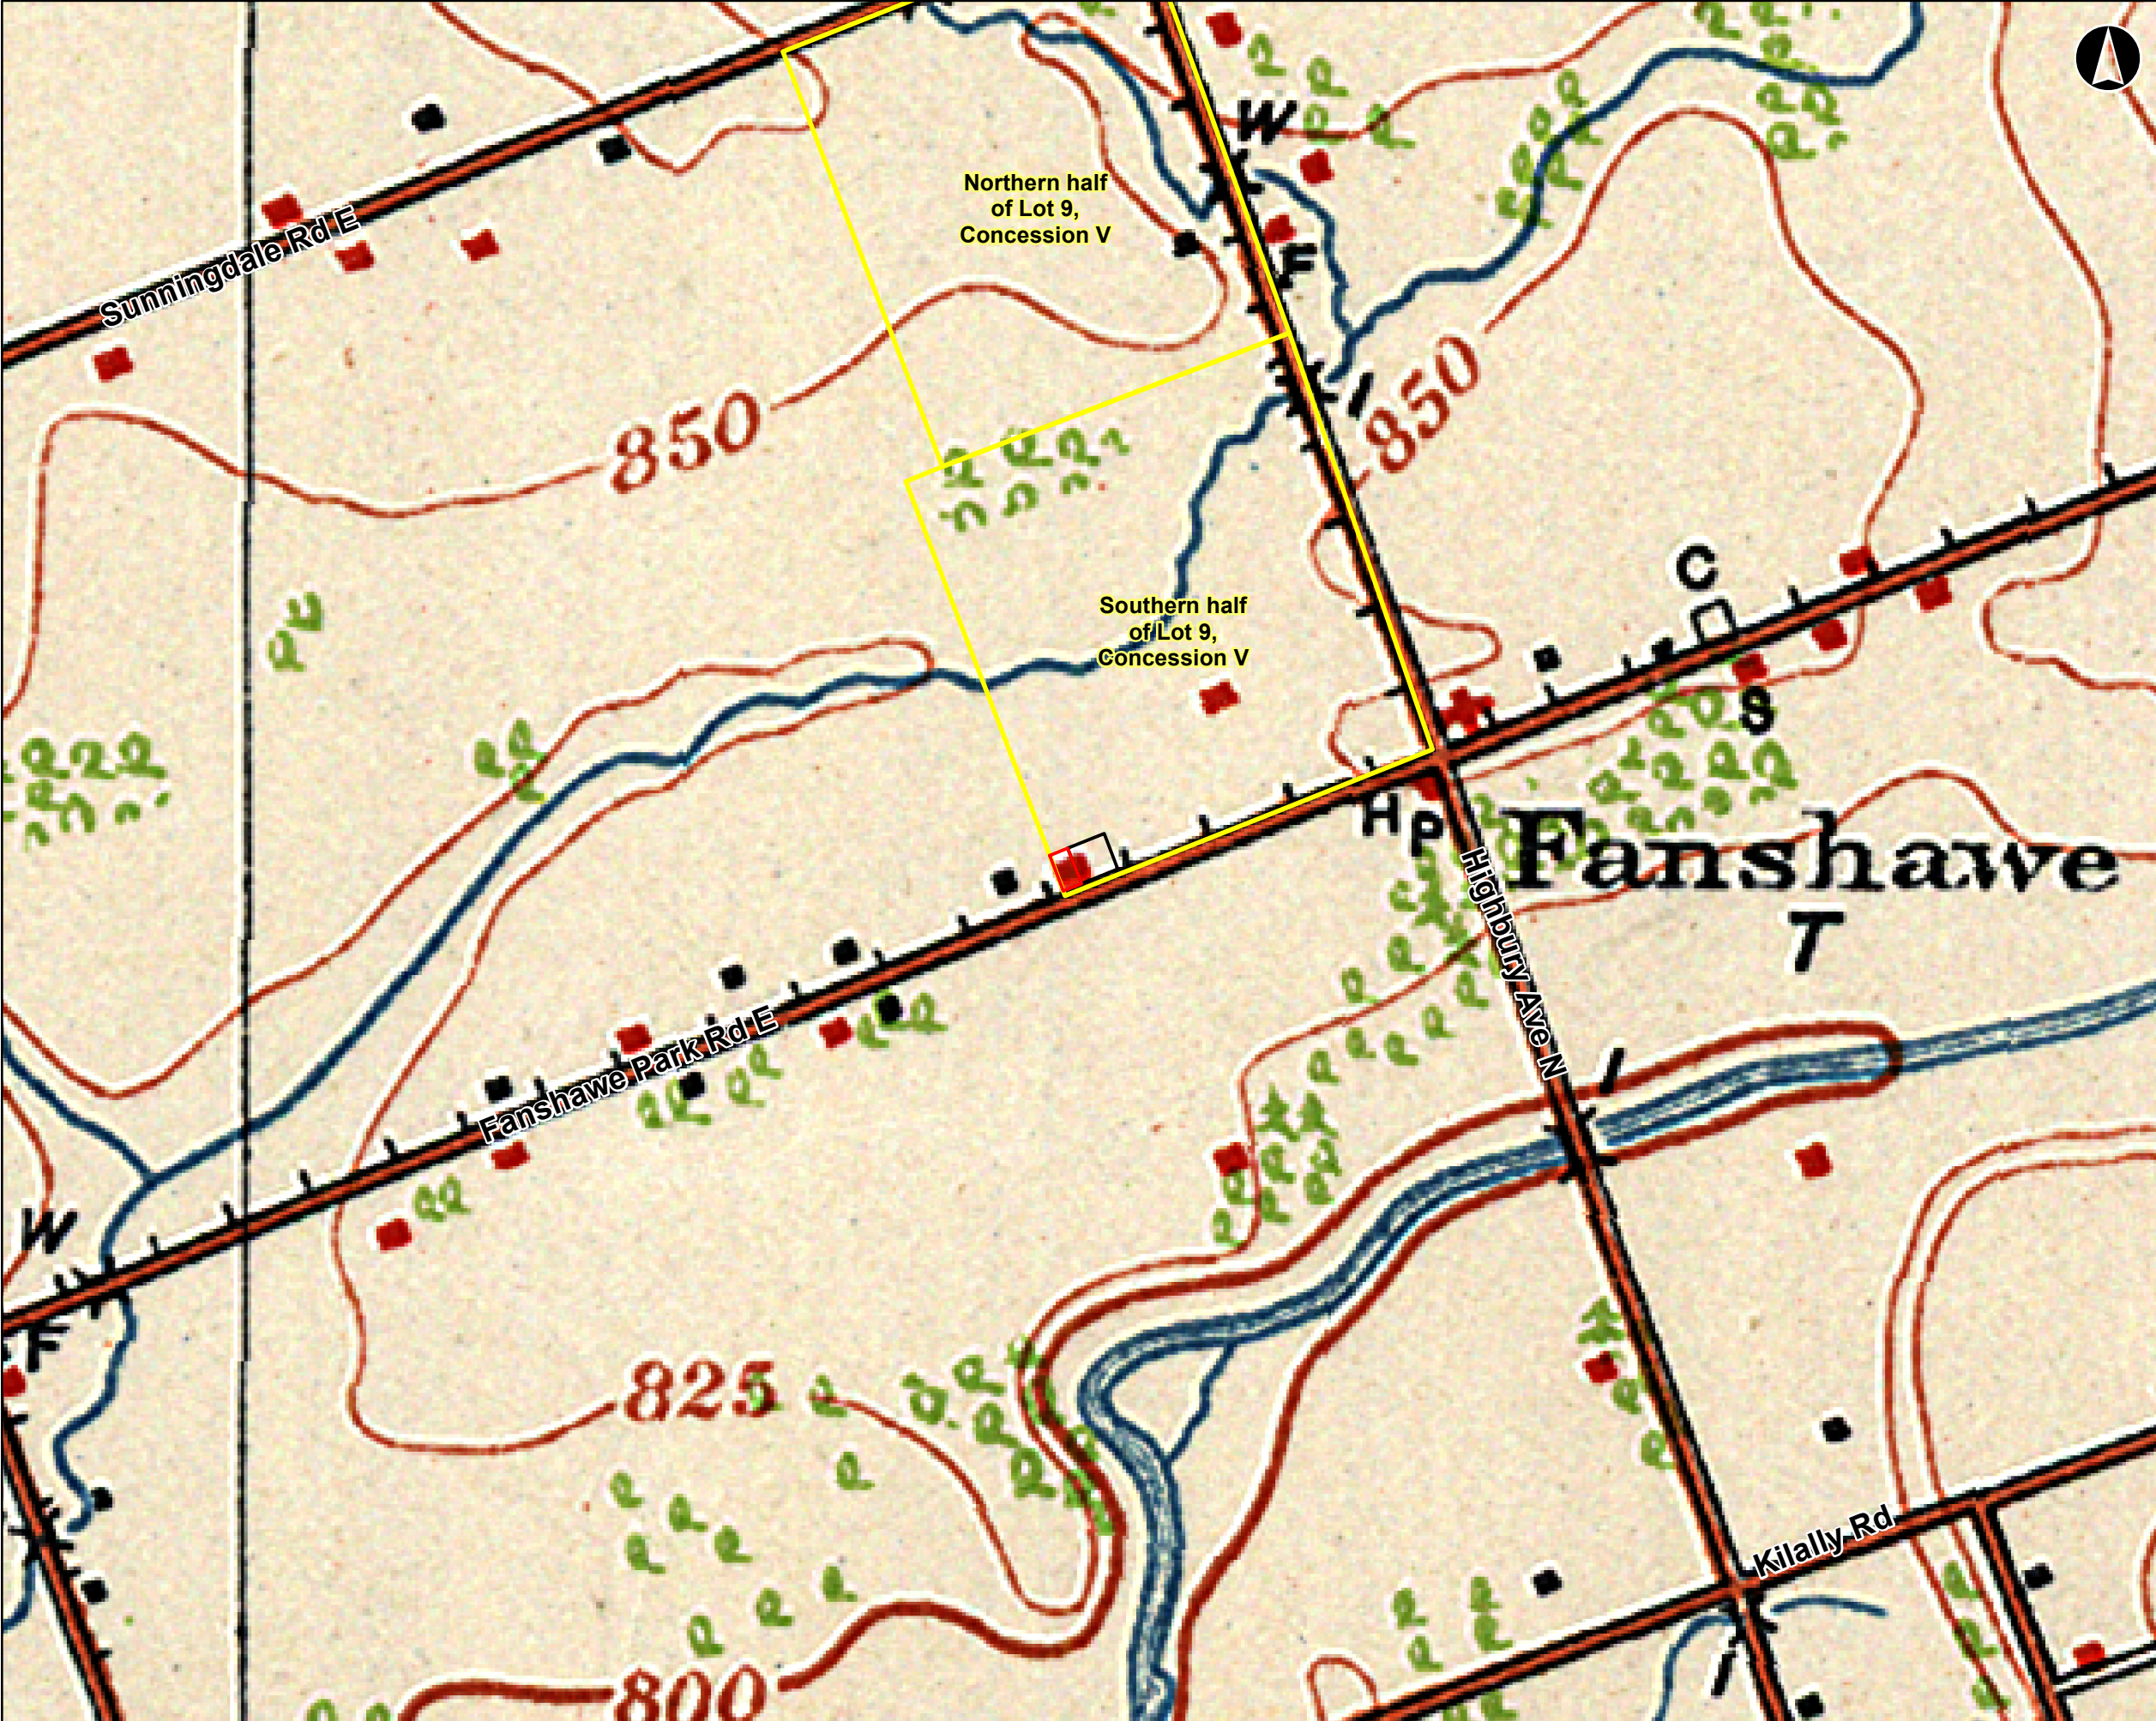 W
Northern half
of Lot 9,
Concession V
Sunningdale Rd E
F
I
850
850
C
Southern half
of Lot 9,
Concession V
S
H
P
Fanshawe
T
Highbury Ave N
Fanshawe Park Rd E
I
W
F
825
Kilally Rd
I
800